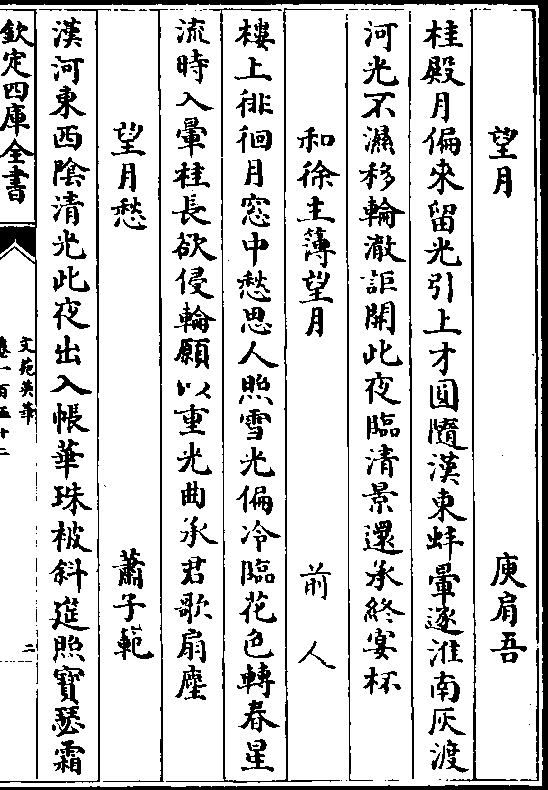 望月 庾肩吾
桂殿月偏來留光引上才圓隨漢東蚌暈逐淮南灰渡
河光不濕移輪澈詎開此夜臨清景還承終宴杯
和徐主薄望月 前人
樓上徘徊月窓中愁思人照雪光偏冷臨花色轉春星
流時入暈桂長欲侵輪願以重光曲承君歌扇塵
望月愁 蕭子範
漢河東西陰清光此夜出入帳華珠被斜筵照寶瑟霜
欽定四庫全書
文苑英華
卷一百五十二
二